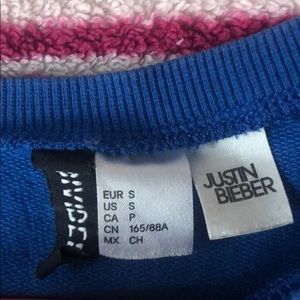 EUR S
US S
CA P
CN 165/88A
MX CH
JUSTIN
BIEBER